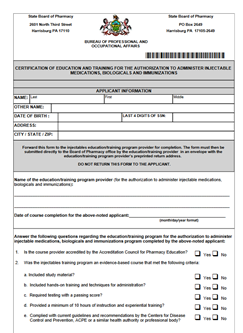 State Board of Pharmacy
2601 North Third Street
Harrisburg PA 17110
State Board of Pharmacy
PO Box 2649
Harrisburg PA 17105-2649
BUREAU OF PROFESSIONAL AND
OCCUPATIONAL AFFAIRS
CERTIFICATION OF EDUCATION AND TRAINING FOR THE AUTHORIZATION TO ADMINISTER INJECTABLE
MEDICATIONS, BIOLOGICALS AND IMMUNIZATIONS
APPLICANT INFORMATION
NAME: Last First Middle
OTHER NAME:
DATE OF BIRTH: LAST 4 DIGITS OF SSN:
ADDRESS:
CITY / STATE / ZIP:
Forward this form to the injectables education/training program provider for completion. The form must then be
submitted directly to the Board of Pharmacy office by the education/training provider in an envelope with the
education/training program's preprinted return address.
DO NOT RETURN THIS FORM TO THE APPLICANT.
Name of the education/training program provider (for the authorization to administer injectable medications,
biologicals and immunizations):
Date of course completion for the above-noted applicant:
(month/day/year format)
Answer the following questions regarding the education/training program for the authorization to administer
injectable medications, biologicals and immunizations program completed by the above-noted applicant:
1. Is the course provider accredited by the Accreditation Council for Pharmacy Education? Yes No
2. Was the injectables training program an evidence-based course that met the following criteria:
a. Included study material? Yes No
b. Included hands-on training and techniques for administration? Yes No
c. Required testing with a passing score? Yes No
d. Provided a minimum of 10 hours of instruction and experiential training? Yes No
e. Complied with current guidelines and recommendations by the Centers for Disease
Control and Prevention, ACPE or a similar health authority or professional body? Yes No